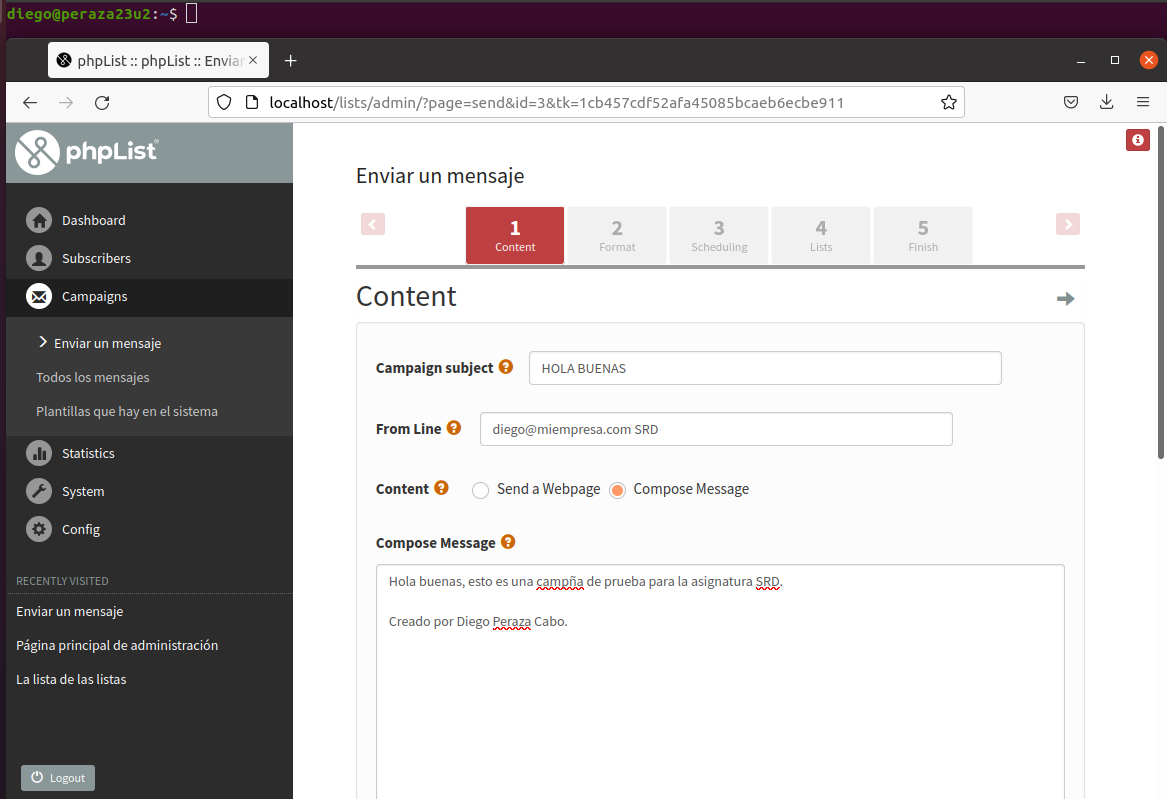 diego@peraza23u2:~$
phpList :: phpList :: Enviar
localhost/lists/admin/?page=send&id=3&tk=1cb457cdf52afa45085bcaeb6ecbe911
phpList®
Dashboard
Subscribers
Campaigns
Enviar un mensaje
Todos los mensajes
Plantillas que hay en el sistema
Statistics
System
Config
RECENTLY VISITED
Enviar un mensaje
Página principal de administración
La lista de las listas
Logout
Enviar un mensaje
1 2 3 4 5
Content Format Scheduling Lists Finish
Content
Campaign subject ? HOLA BUENAS
From Line ? diego@miempresa.com SRD
Content ? Send a Webpage Compose Message
Compose Message ?
Hola buenas, esto es una campña de prueba para la asignatura SRD.
Creado por Diego Peraza Cabo.